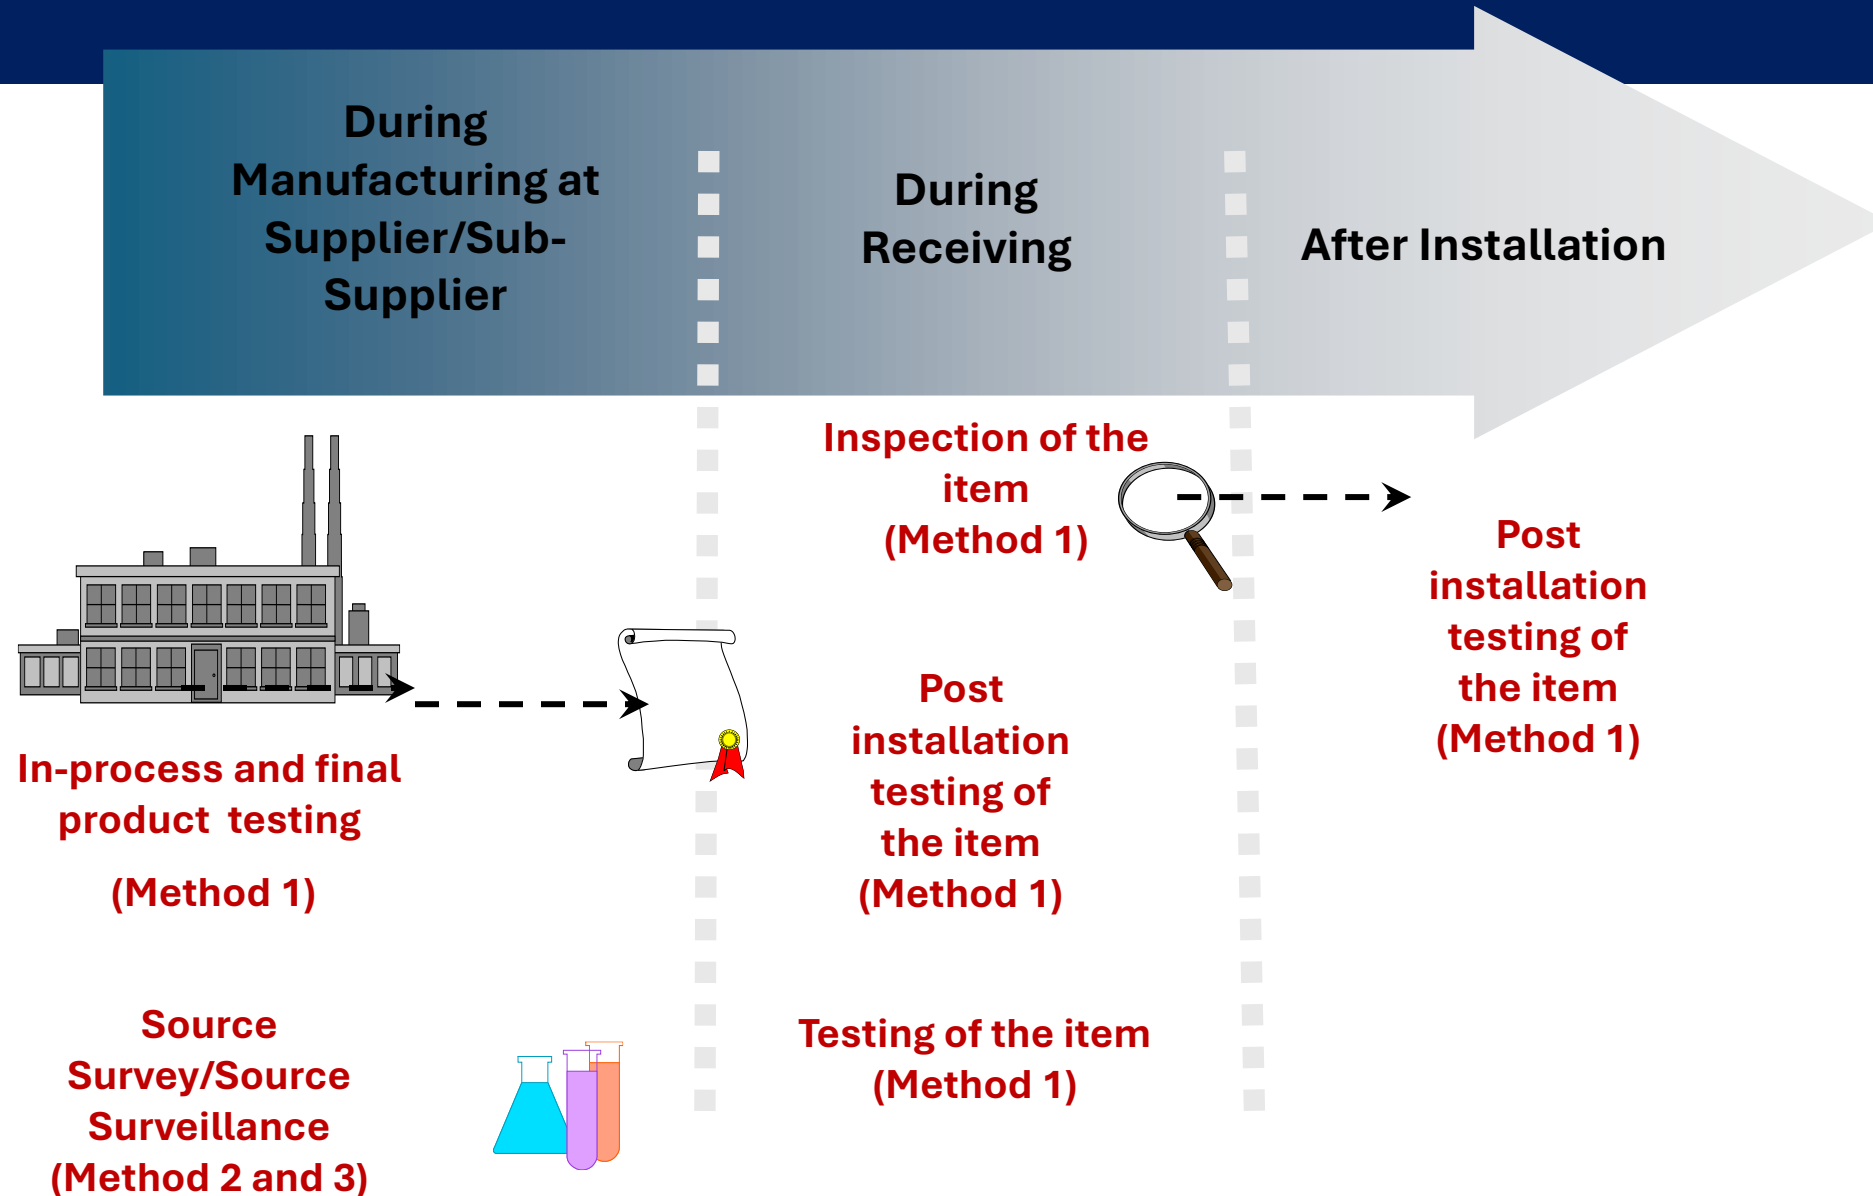 During
Manufacturing at
Supplier/Sub-
Supplier
During
Receiving
After Installation
In-process and final
product  testing
(Method 1)
Source
Survey/Source
Surveillance
(Method 2 and 3)
Inspection of the
item
(Method 1)
Post
installation
testing of
the item
(Method 1)
Testing of the item
(Method 1)
Post
installation
testing of
the item
(Method 1)